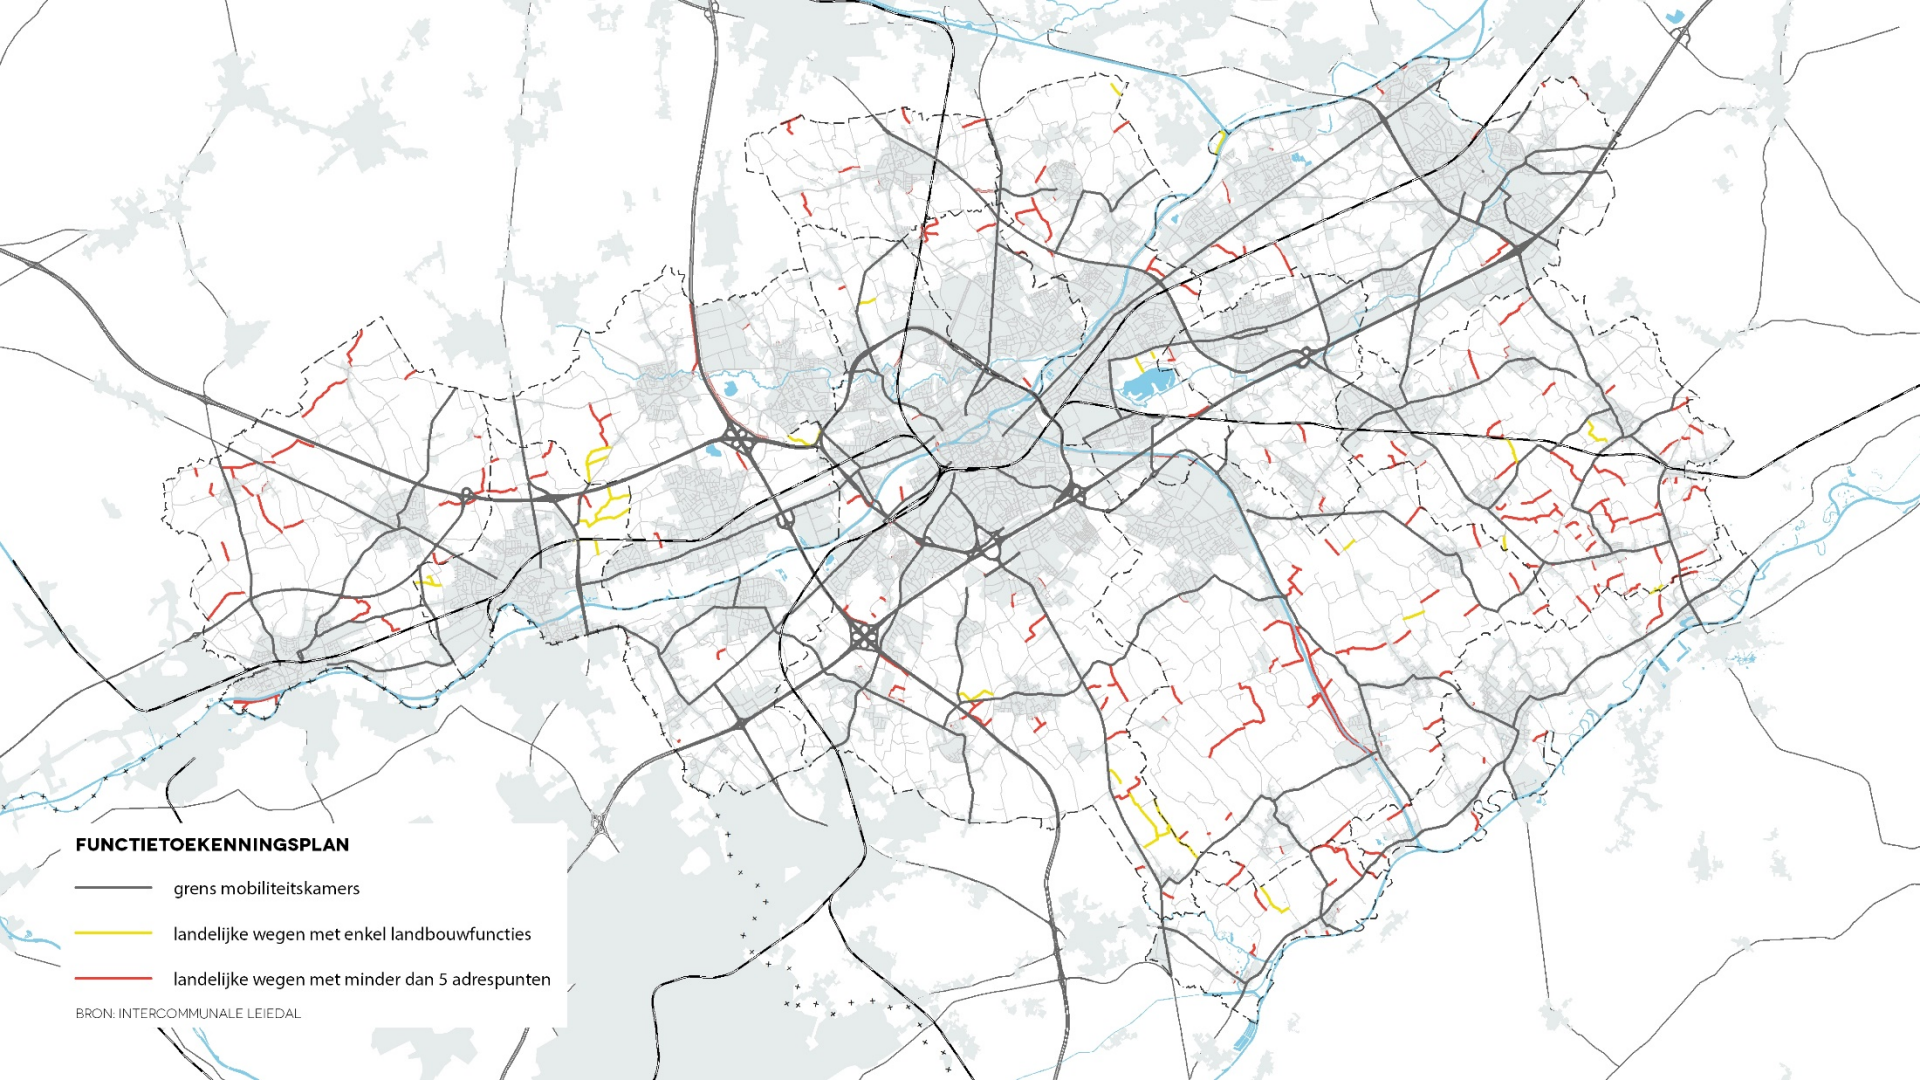 FUNCTIETOEKENNINGSPLAN
grens mobiliteitskamers
landelijke wegen met enkel landbouwfuncties
landelijke wegen met minder dan 5 adrespunten
BRON: INTERCOMMUNALE LEIEDAL